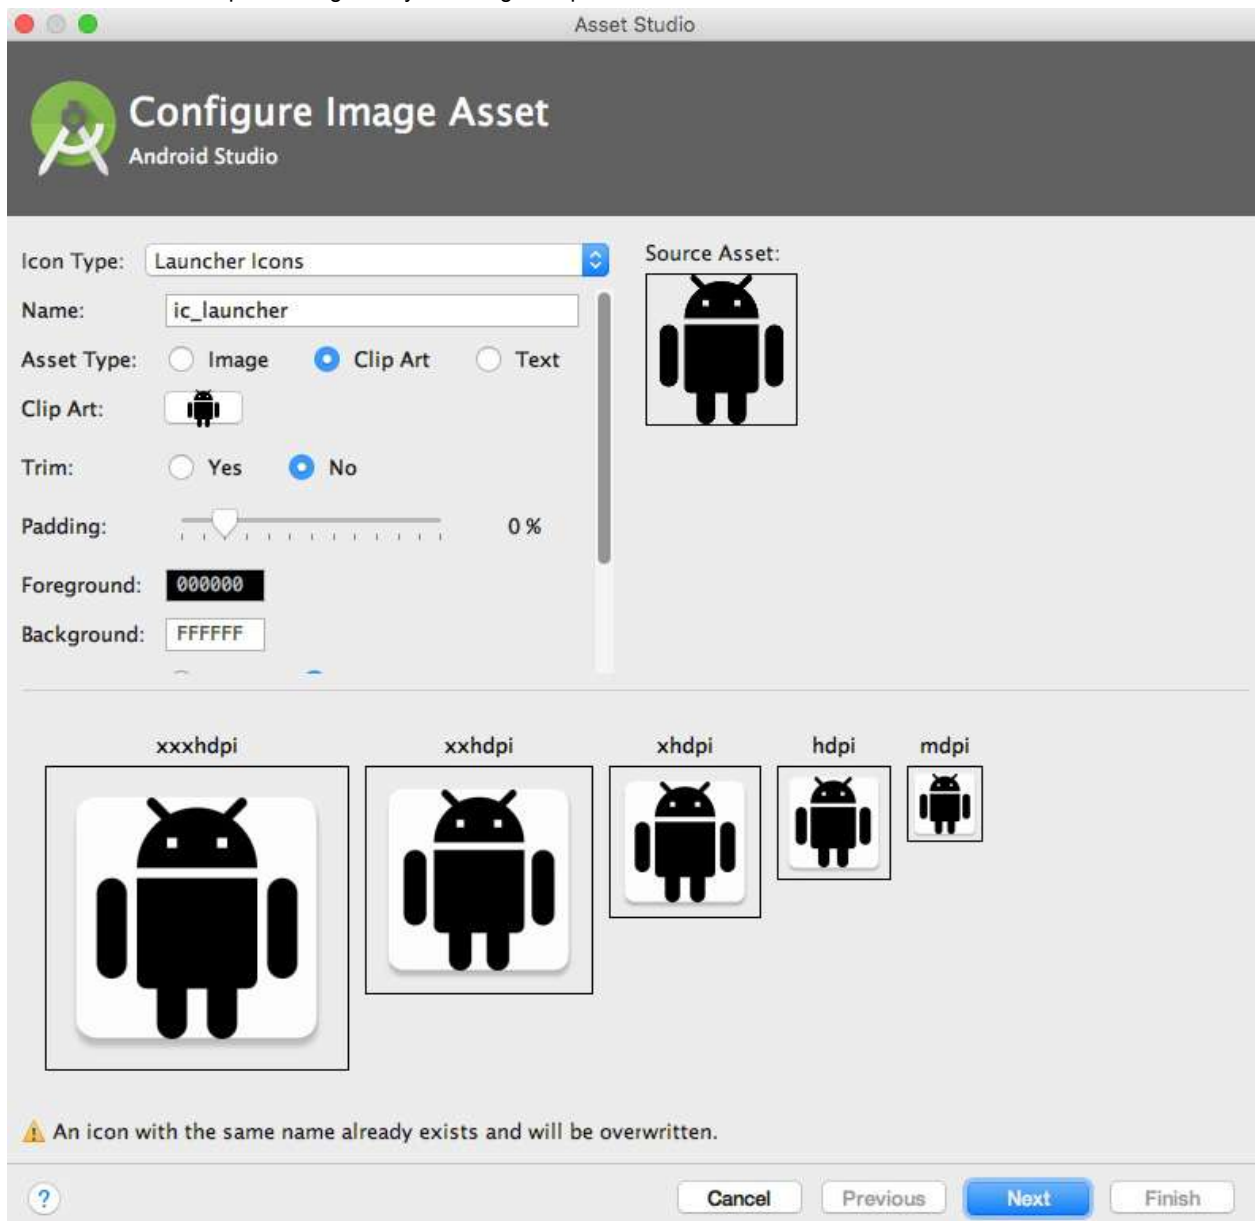 Asset Studio
Configure Image Asset
Android Studio
Icon Type: Launcher Icons
Source Asset:
Name: ic_launcher
Asset Type: Image Clip Art Text
Clip Art:
Trim: Yes No
Padding: 0 %
Foreground: 000000
Background: FFFFFF
xxxhdpi xxhdpi xhdpi hdpi mdpi
An icon with the same name already exists and will be overwritten.
? Cancel Previous Next Finish